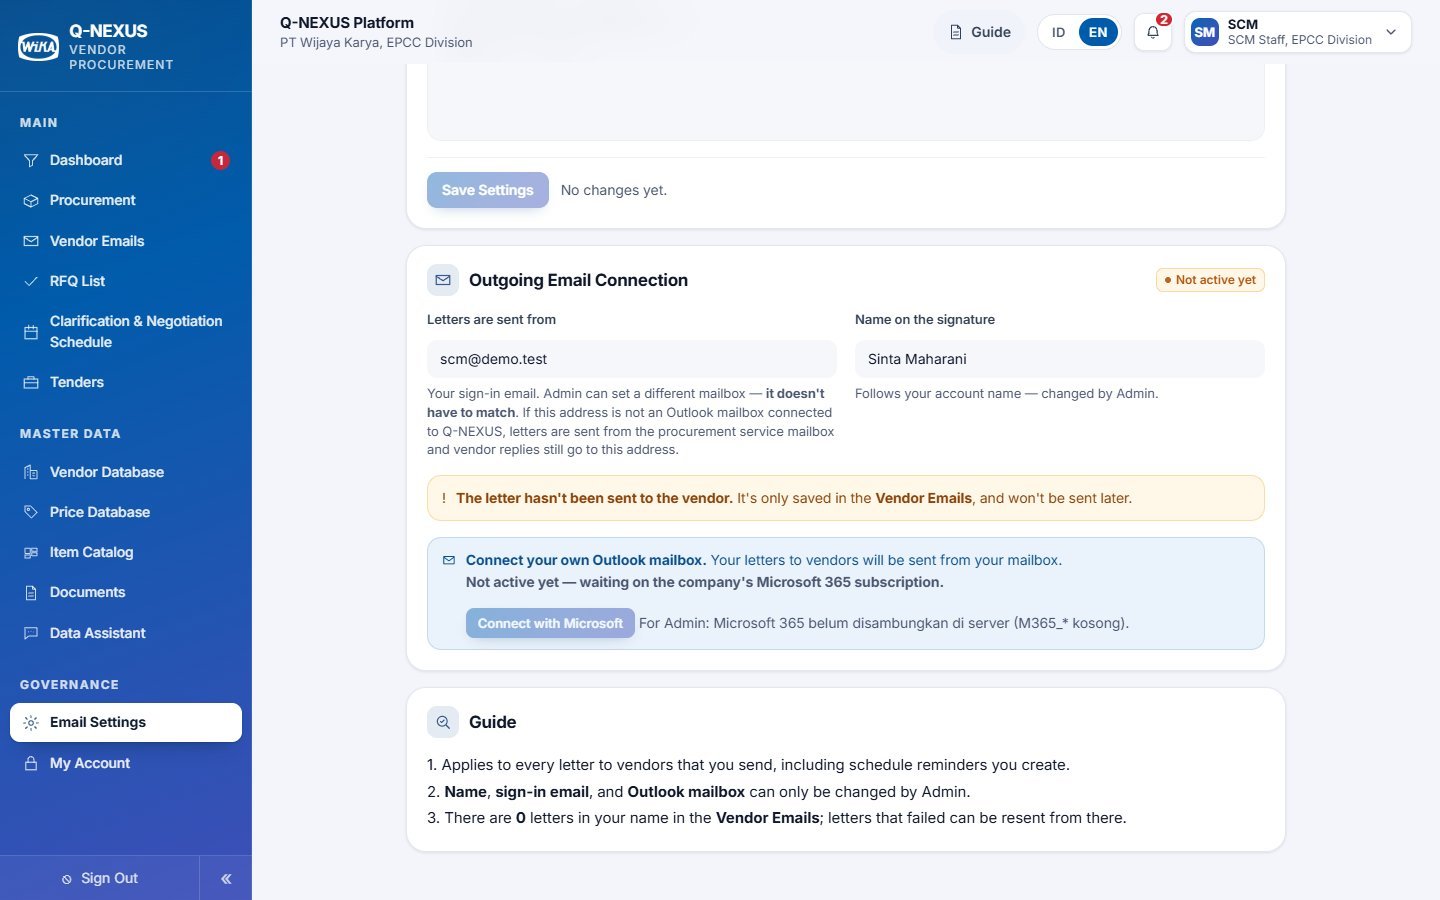 WIKA
Q-NEXUS
VENDOR
PROCUREMENT
MAIN
Dashboard
1
Procurement
Vendor Emails
RFQ List
Clarification & Negotiation
Schedule
Tenders
MASTER DATA
Vendor Database
Price Database
Item Catalog
Documents
Data Assistant
GOVERNANCE
Email Settings
My Account
Sign Out
Q-NEXUS Platform
PT Wijaya Karya, EPCC Division
Guide
ID EN
2
SM
SCM
SCM Staff, EPCC Division
Save Settings No changes yet.
Outgoing Email Connection
Not active yet
Letters are sent from
scm@demo.test
Your sign-in email. Admin can set a different mailbox — it doesn't
have to match. If this address is not an Outlook mailbox connected
to Q-NEXUS, letters are sent from the procurement service mailbox
and vendor replies still go to this address.
Name on the signature
Sinta Maharani
Follows your account name — changed by Admin.
! The letter hasn't been sent to the vendor. It's only saved in the Vendor Emails, and won't be sent later.
Connect your own Outlook mailbox. Your letters to vendors will be sent from your mailbox.
Not active yet — waiting on the company's Microsoft 365 subscription.
Connect with Microsoft For Admin: Microsoft 365 belum disambungkan di server (M365_* kosong).
Guide
1. Applies to every letter to vendors that you send, including schedule reminders you create.
2. Name, sign-in email, and Outlook mailbox can only be changed by Admin.
3. There are 0 letters in your name in the Vendor Emails; letters that failed can be resent from there.